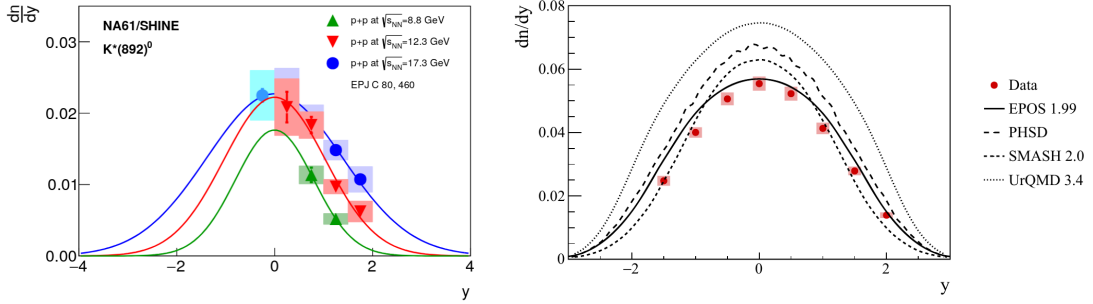 dn
dy
NA61/SHINE
K*(892)⁰
p+p at √sNN=8.8 GeV
p+p at √sNN=12.3 GeV
p+p at √sNN=17.3 GeV
EPJ C 80, 460
0.03
0.02
0.01
0.00
−4 −2 0 2 4
y
dn/dy
0.08
0.06
0.04
0.02
0
−2 0 2
y
Data
EPOS 1.99
PHSD
SMASH 2.0
UrQMD 3.4